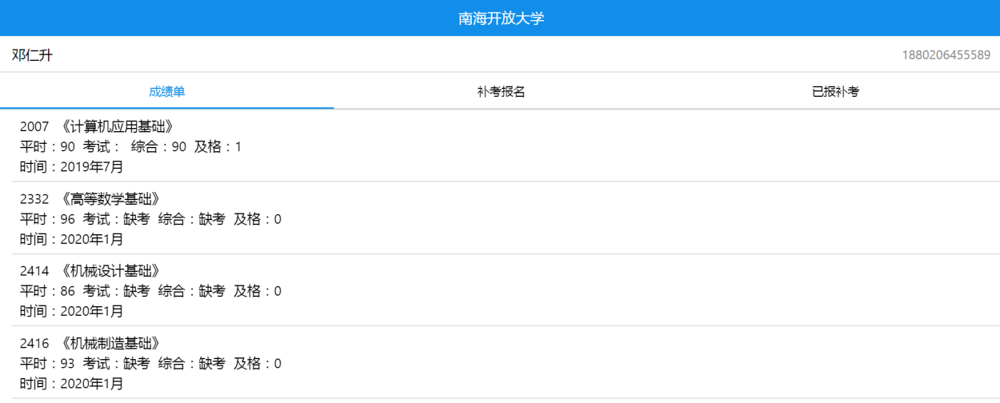 南海开放大学
邓仁升 1880206455589
成绩单 补考报名 已报补考
2007 《计算机应用基础》
平时：90 考试： 综合：90 及格：1
时间：2019年7月
2332 《高等数学基础》
平时：96 考试：缺考 综合：缺考 及格：0
时间：2020年1月
2414 《机械设计基础》
平时：86 考试：缺考 综合：缺考 及格：0
时间：2020年1月
2416 《机械制造基础》
平时：93 考试：缺考 综合：缺考 及格：0
时间：2020年1月